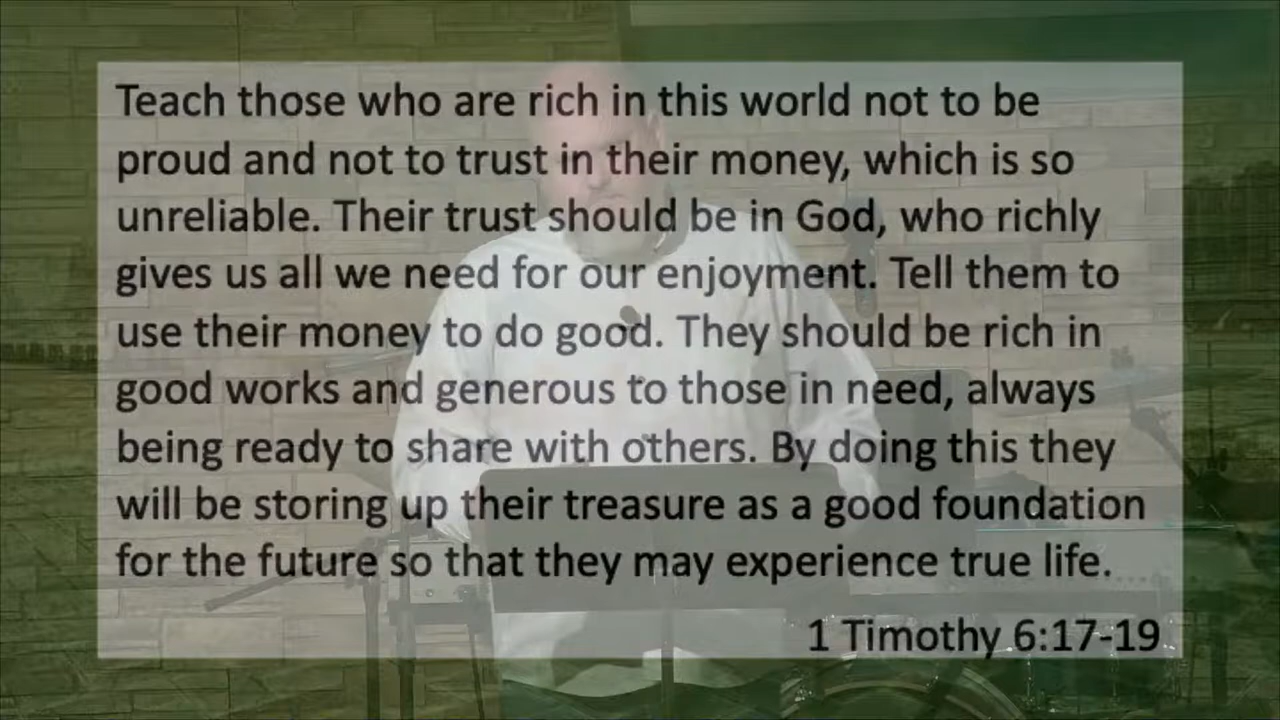 Teach those who are rich in this world not to be
proud and not to trust in their money, which is so
unreliable. Their trust should be in God, who richly
gives us all we need for our enjoyment. Tell them to
use their money to do good. They should be rich in
good works and generous to those in need, always
being ready to share with others. By doing this they
will be storing up their treasure as a good foundation
for the future so that they may experience true life.
1 Timothy 6:17-19